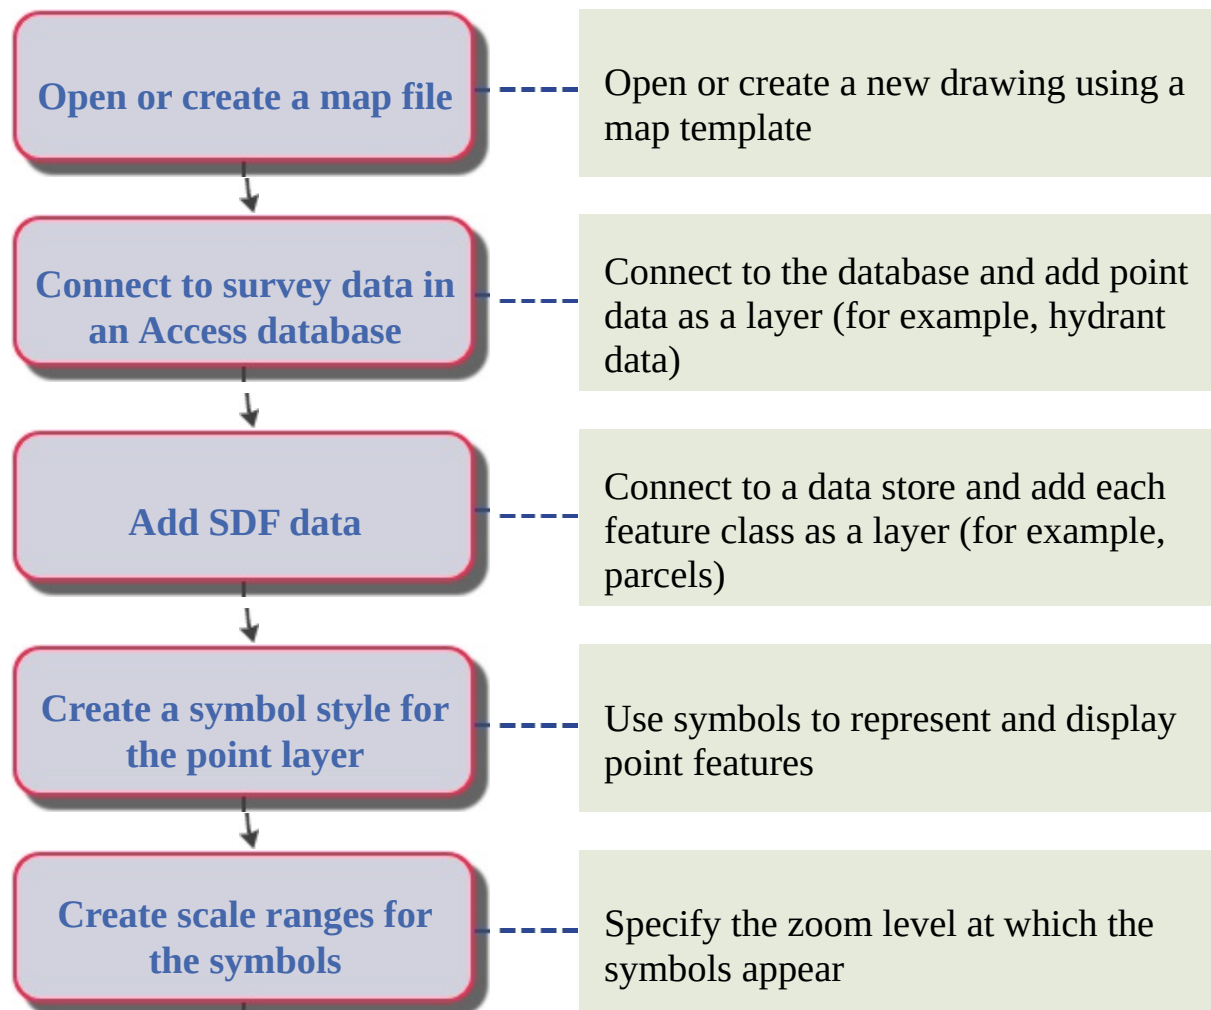 Open or create a map file
Open or create a new drawing using a
map template
Connect to survey data in
an Access database
Connect to the database and add point
data as a layer (for example, hydrant
data)
Add SDF data
Connect to a data store and add each
feature class as a layer (for example,
parcels)
Create a symbol style for
the point layer
Use symbols to represent and display
point features
Create scale ranges for
the symbols
Specify the zoom level at which the
symbols appear